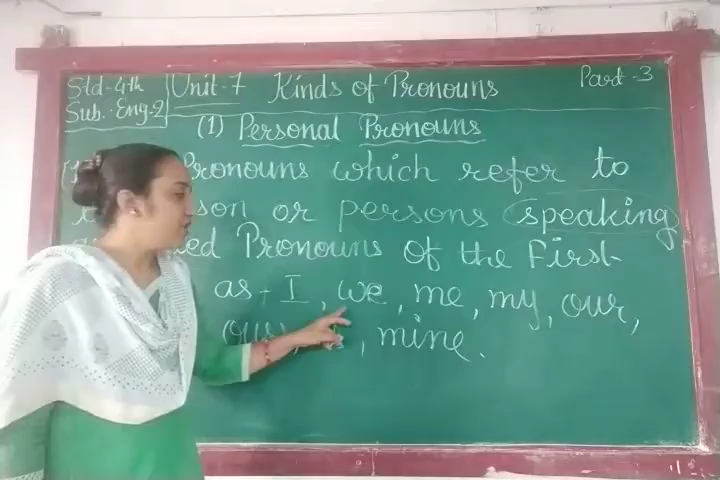 Std-4th Unit-7 Kinds of Pronouns Part-3
Sub. Eng-2
(1) Personal Pronouns
Pronouns which refer to
son or persons speaking
ed Pronouns of the First
as, I, we, me, my, our,
mine.